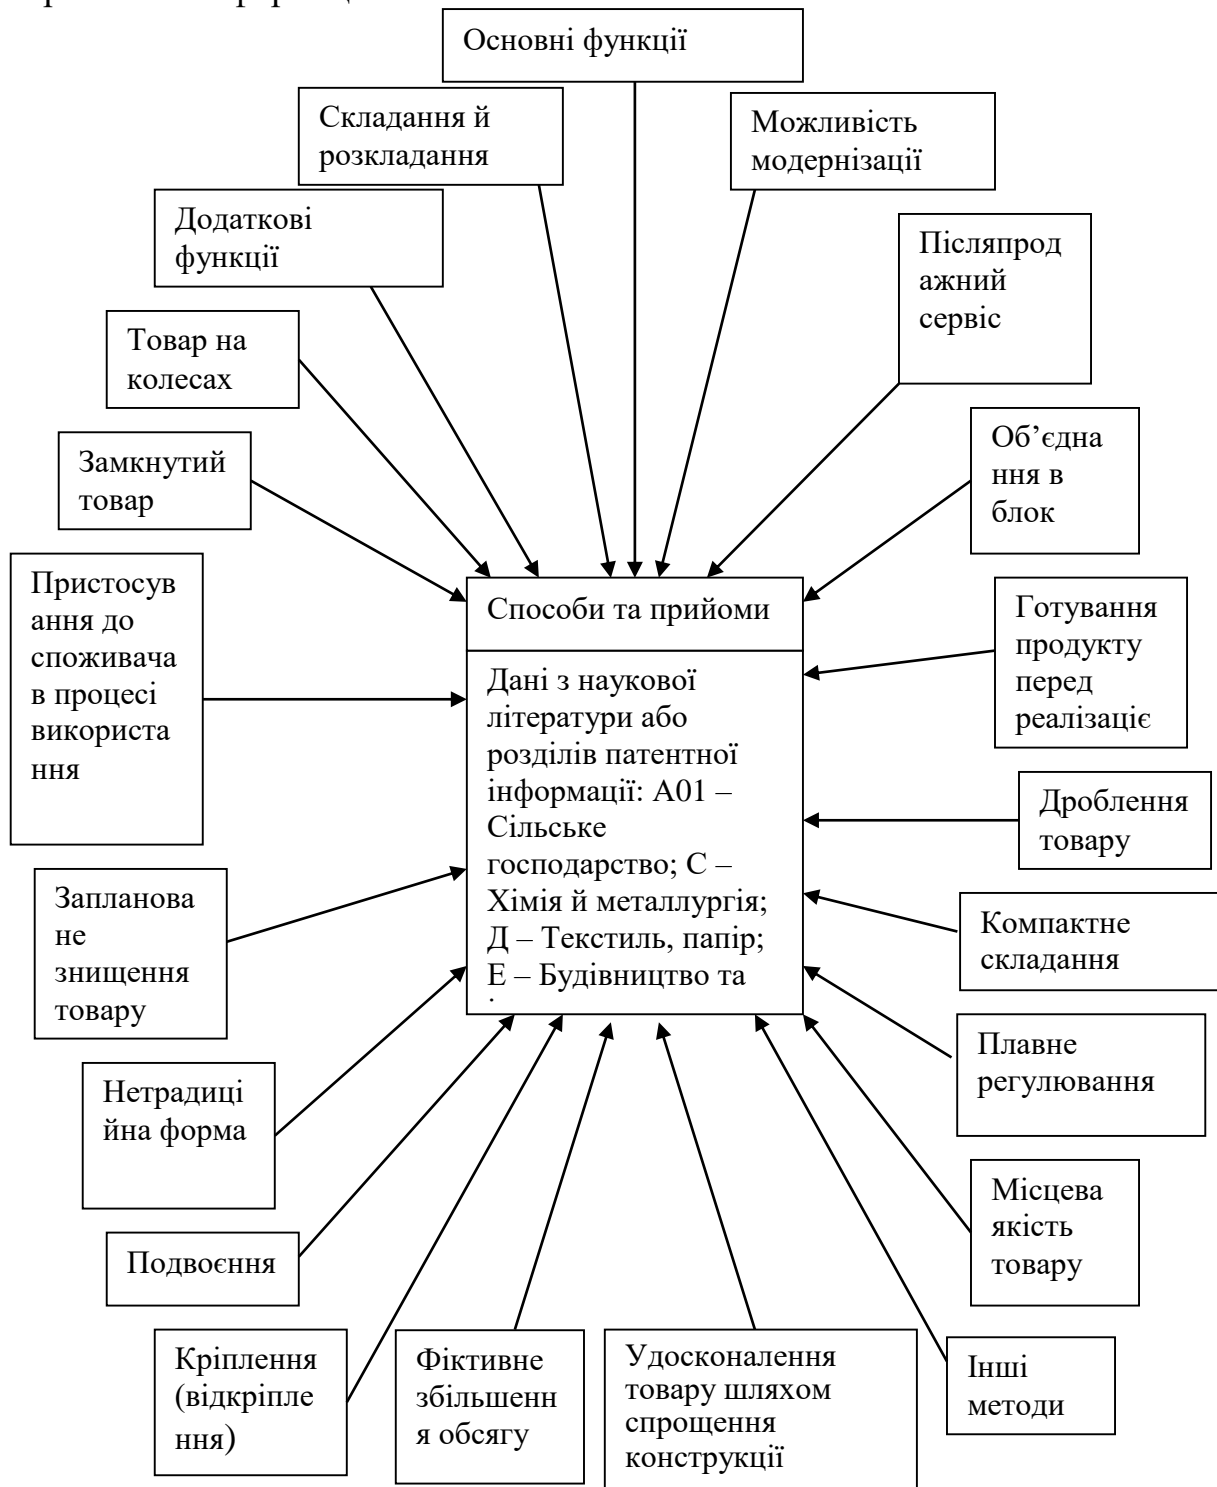 Основні функції
Складання й
розкладання
Можливість
модернізації
Додаткові
функції
Післяпрод
ажний
сервіс
Товар на
колесах
Замкнутий
товар
Об’єдна
ння в
блок
Пристосув
ання до
споживача
в процесі
використа
ння
Способи та прийоми
Дані з наукової
літератури або
розділів патентної
інформації: А01 –
Сільське
господарство; С –
Хімія й металлургія;
Д – Текстиль, папір;
Е – Будівництво та
Готування
продукту
перед
реалізаціє
Дроблення
товару
Запланова
не
знищення
товару
Компактне
складання
Плавне
регулювання
Нетрадиці
йна форма
Місцева
якість
товару
Подвоєння
Кріплення
(відкріпле
ння)
Фіктивне
збільшенн
я обсягу
Удосконалення
товару шляхом
спрощення
конструкції
Інші
методи